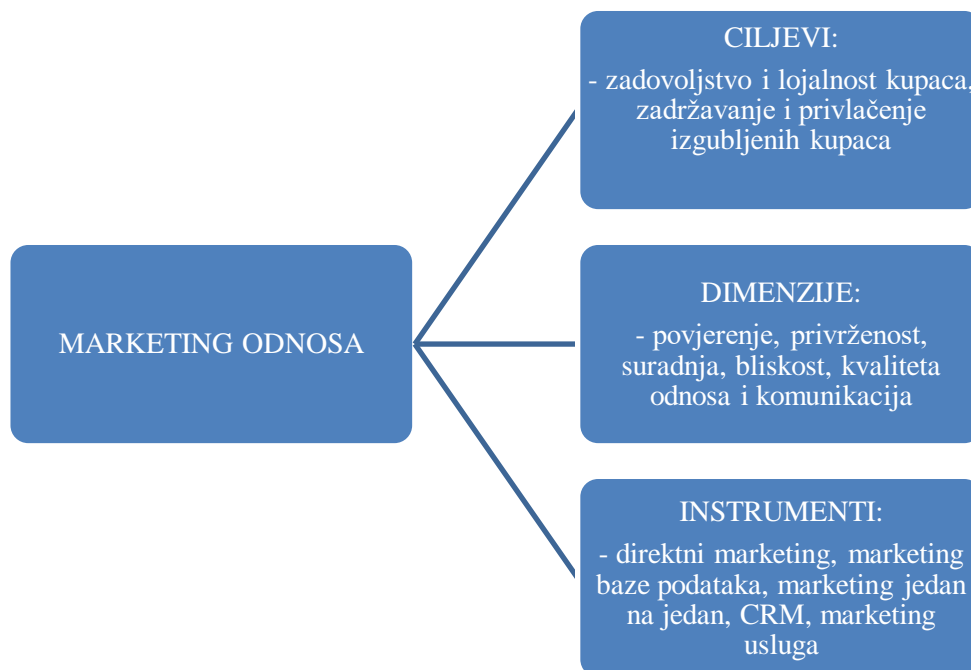 CILJEVI:
- zadovoljstvo i lojalnost kupaca,
zadržavanje i privlačenje
izgubljenih kupaca
MARKETING ODNOSA
DIMENZIJE:
- povjerenje, privrženost,
suradnja, bliskost, kvaliteta
odnosa i komunikacija
INSTRUMENTI:
- direktni marketing, marketing
baze podataka, marketing jedan
na jedan, CRM, marketing
usluga